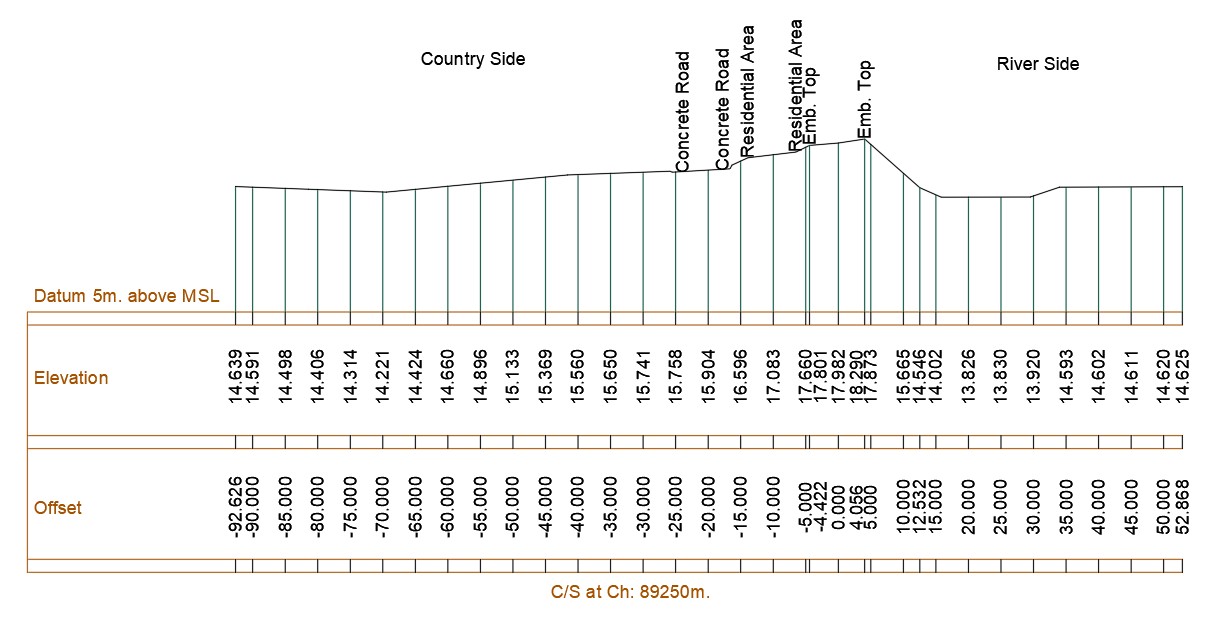 Country Side
River Side
Concrete Road
Concrete Road
Residential Area
Residential Area
Emb. Top
Emb. Top
Datum 5m. above MSL
Elevation
14.639 14.591 14.498 14.406 14.314 14.221 14.424 14.660 14.896 15.133 15.369 15.560 15.650 15.741 15.758 15.904 16.596 17.083 17.660 17.801 17.982 18.290 17.873 15.665 14.546 14.002 13.826 13.830 13.920 14.593 14.602 14.611 14.620 14.625
Offset
-92.626 -90.000 -85.000 -80.000 -75.000 -70.000 -65.000 -60.000 -55.000 -50.000 -45.000 -40.000 -35.000 -30.000 -25.000 -20.000 -15.000 -10.000 -5.000 -4.422 0.000 4.056 5.000 10.000 12.532 15.000 20.000 25.000 30.000 35.000 40.000 45.000 50.000 52.868
C/S at Ch: 89250m.